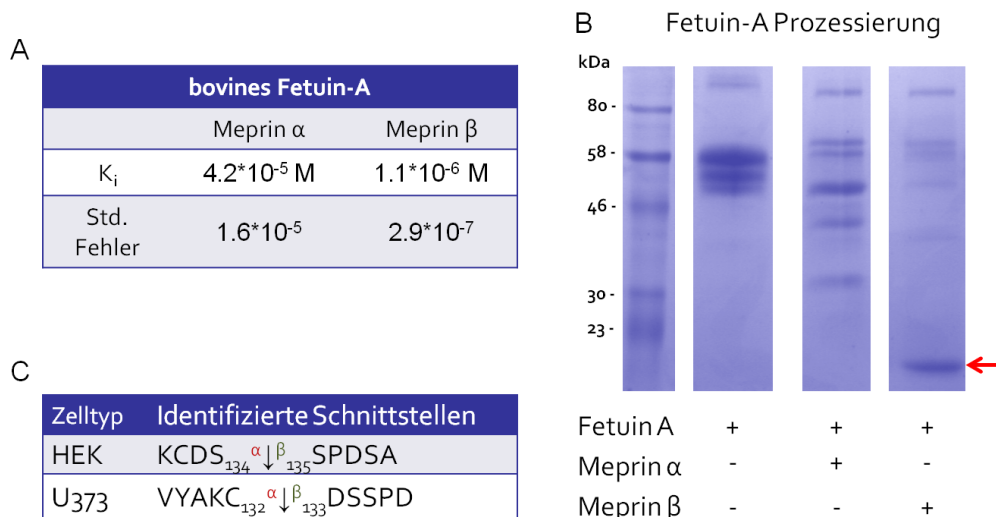 A
bovines Fetuin-A
Meprin α Meprin β
Ki 4.2*10-5 M 1.1*10-6 M
Std. Fehler 1.6*10-5 2.9*10-7
B
Fetuin-A Prozessierung
kDa
80 -
58 -
46 -
30 -
23 -
Fetuin A + + +
Meprin α - + -
Meprin β - - +
C
Zelltyp Identifizierte Schnittstellen
HEK KCDS134 α↓β 135SPDSA
U373 VYAKC132 α↓β 133DSSPD